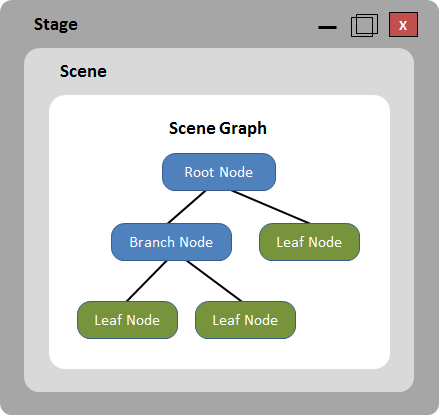 Stage
X
Scene
Scene Graph
Root Node
Branch Node
Leaf Node
Leaf Node
Leaf Node